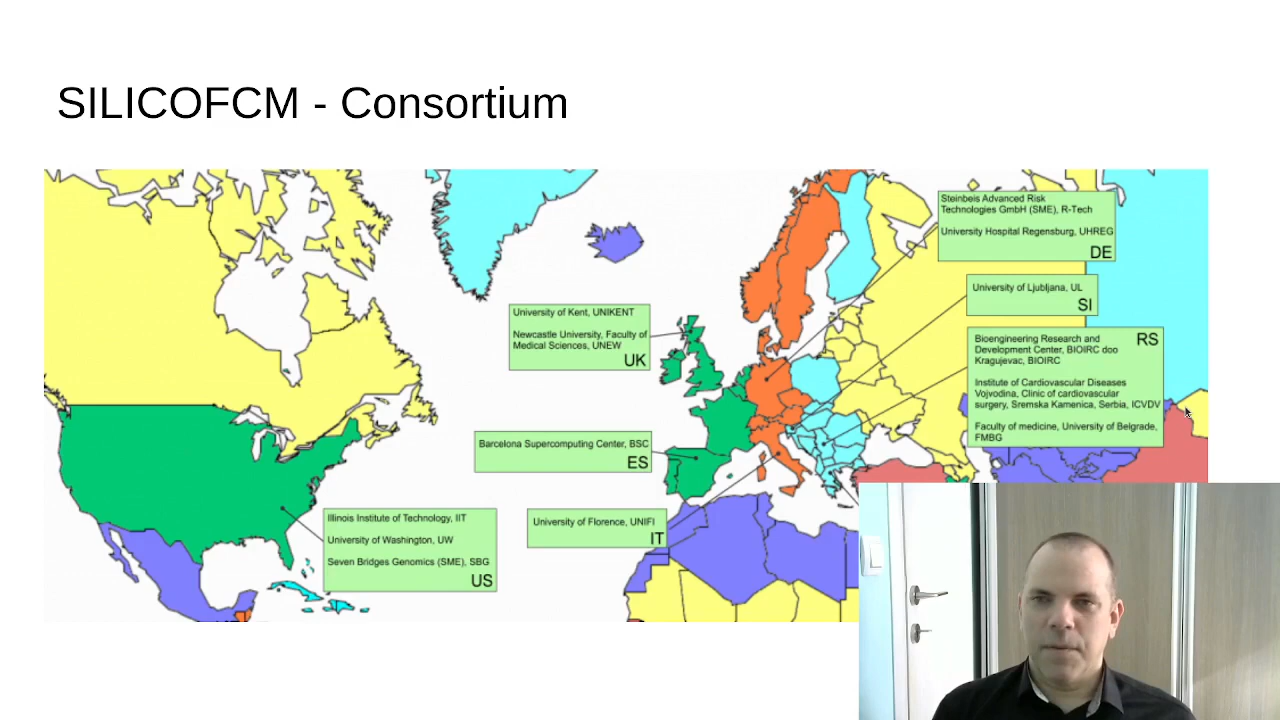 SILICOFCM - Consortium
Steinbeis Advanced Risk
Technologies GmbH (SME), R-Tech
University Hospital Regensburg, UHREG
DE
University of Ljubljana, UL
SI
University of Kent, UNIKENT
Newcastle University, Faculty of
Medical Sciences, UNEW
UK
Bioengineering Research and
Development Center, BIOIRC doo
Kragujevac, BIOIRC
RS
Institute of Cardiovascular Diseases
Vojvodina, Clinic of cardiovascular
surgery, Sremska Kamenica, Serbia, ICVDV
Faculty of medicine, University of Belgrade,
FMBG
Barcelona Supercomputing Center, BSC
ES
Illinois Institute of Technology, IIT
University of Washington, UW
Seven Bridges Genomics (SME), SBG
US
University of Florence, UNIFI
IT